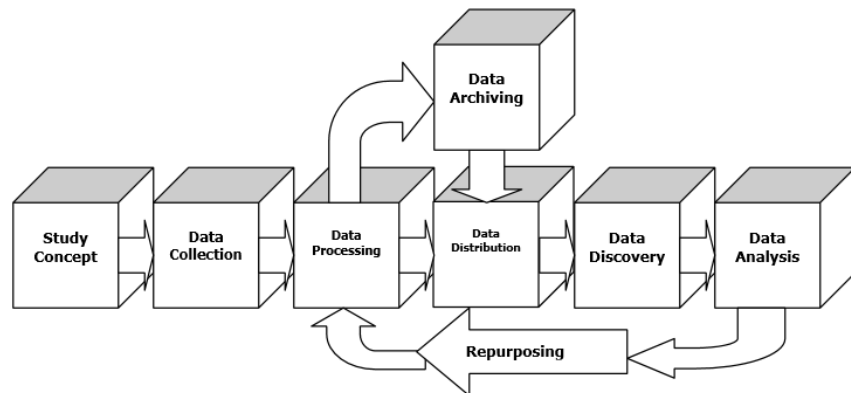 Data
Archiving
Study
Concept
Data
Collection
Data
Processing
Data
Distribution
Data
Discovery
Data
Analysis
Repurposing